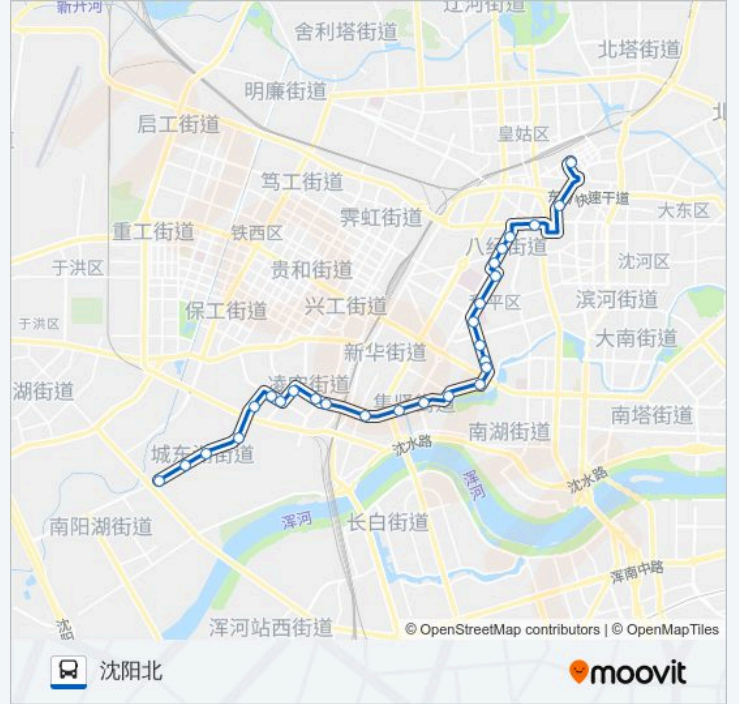 新开河
辽河街道
舍利塔街道
北塔街道
明廉街道
北
启工街道
皇姑区
笃工街道
快速干道
霁虹街道
大东区
重工街道
铁西区
八经街道
沈河区
于洪区
贵和街道
和平区
滨河街道
保工街道
兴工街道
于洪区
大南街道
新华街道
湖街道
凌空街道
集贤街道
南塔街道
南湖街道
沈水路
城东湖街道
浑河
沈水路
南阳湖街道
浑河
长白街道
浑南中路
沈阳
浑河站西街道
© OpenStreetMap contributors | © OpenMapTiles
沈阳北
moovit